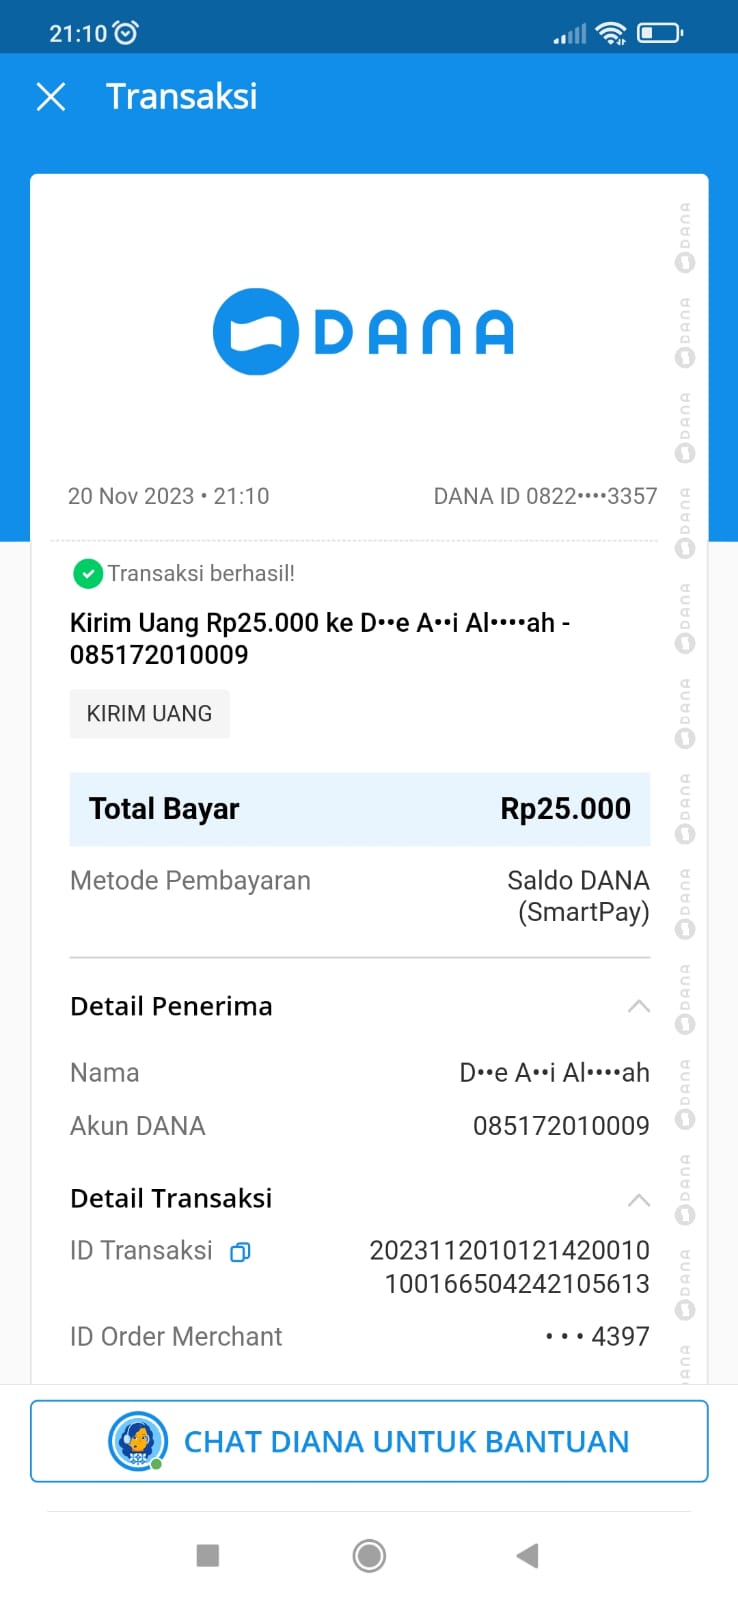 21:10
Transaksi
DANA
20 Nov 2023 • 21:10
DANA ID 0822••••3357
Transaksi berhasil!
Kirim Uang Rp25.000 ke D••e A••i Al••••ah -
085172010009
KIRIM UANG
Total Bayar
Rp25.000
Metode Pembayaran
Saldo DANA
(SmartPay)
Detail Penerima
Nama
D••e A••i Al••••ah
Akun DANA
085172010009
Detail Transaksi
ID Transaksi
2023112010121420010
100166504242105613
ID Order Merchant
• • • 4397
CHAT DIANA UNTUK BANTUAN
DANA
DANA
DANA
DANA
DANA
DANA
DANA
DANA
DANA
DANA
DANA
DANA
DANA